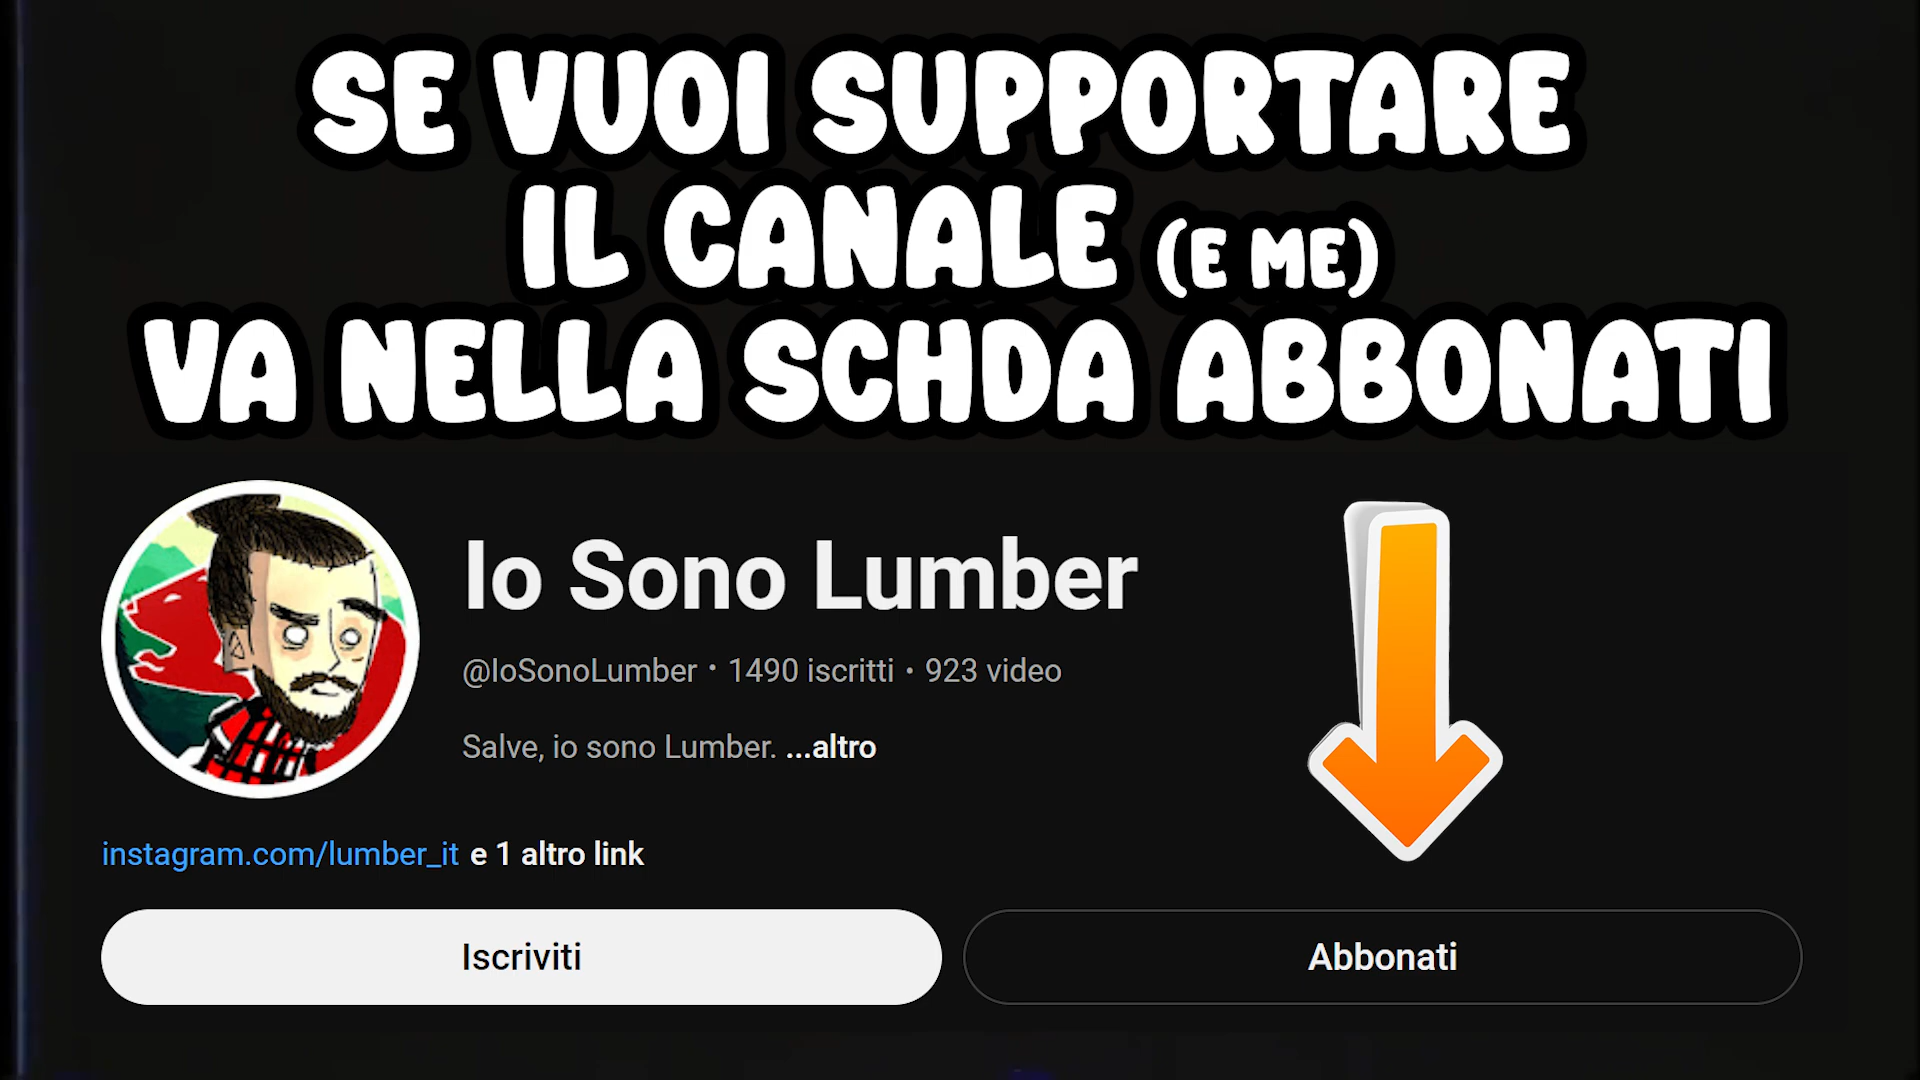 SE VUOI SUPPORTARE
IL CANALE (E ME)
VA NELLA SCHDA ABBONATI
Io Sono Lumber
@IoSonoLumber • 1490 iscritti • 923 video
Salve, io sono Lumber. ...altro
instagram.com/lumber_it e 1 altro link
Iscriviti
Abbonati